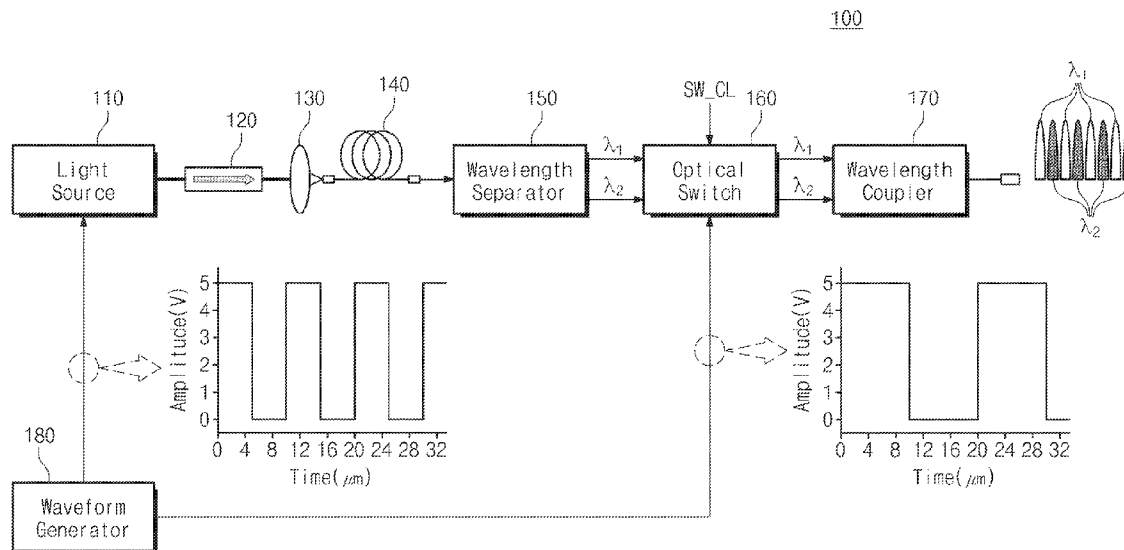 100
110
120
130
140
150
SW_CL
160
170
λ1
Light
Source
Wavelength
Separator
λ1
λ2
Optical
Switch
λ1
λ2
Wavelength
Coupler
λ2
Amplitude(V)
5
4
3
2
1
0
0 4 8 12 16 20 24 28 32
Time(μm)
Amplitude(V)
5
4
3
2
1
0
0 4 8 12 16 20 24 28 32
Time(μm)
180
Waveform
Generator